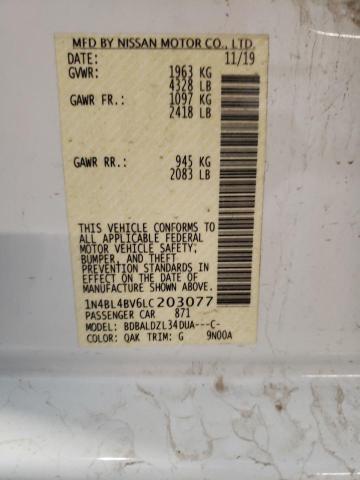 MFD BY NISSAN MOTOR CO., LTD.
DATE: 11/19
GVWR: 1963 KG
4328 LB
GAWR FR.: 1097 KG
2418 LB
GAWR RR.: 945 KG
2083 LB
THIS VEHICLE CONFORMS TO
ALL APPLICABLE FEDERAL
MOTOR VEHICLE SAFETY,
BUMPER, AND THEFT
PREVENTION STANDARDS IN
EFFECT ON THE DATE OF
MANUFACTURE SHOWN ABOVE.
1N4BL4BV6LC203077
PASSENGER CAR 871
MODEL: BDBALDZL34DUA---C-
COLOR: QAK TRIM: G 9N00A